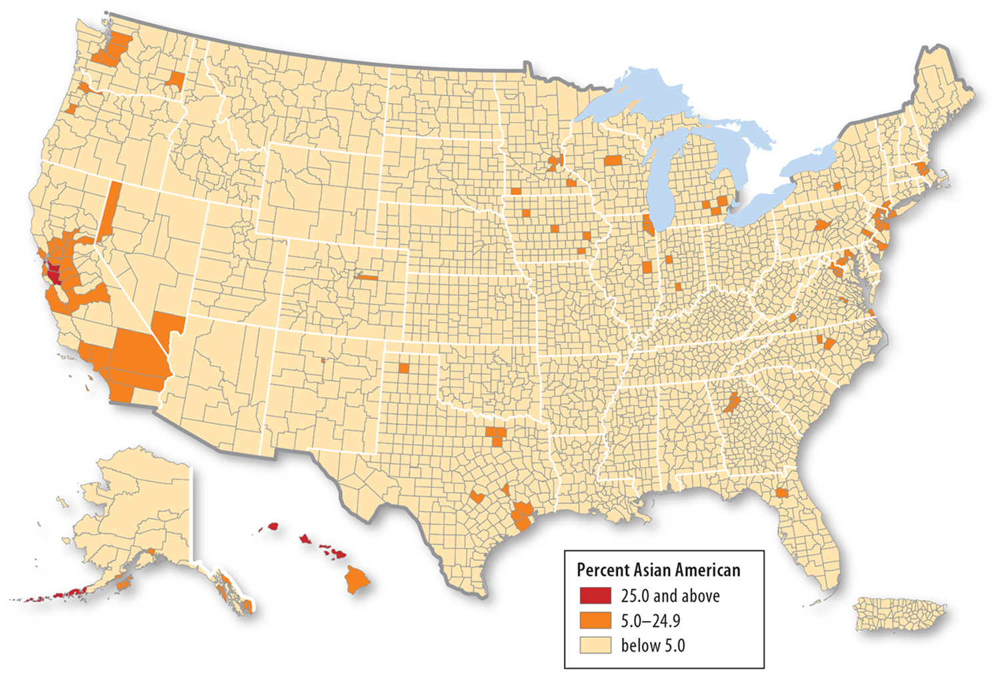 Percent Asian American
25.0 and above
5.0–24.9
below 5.0